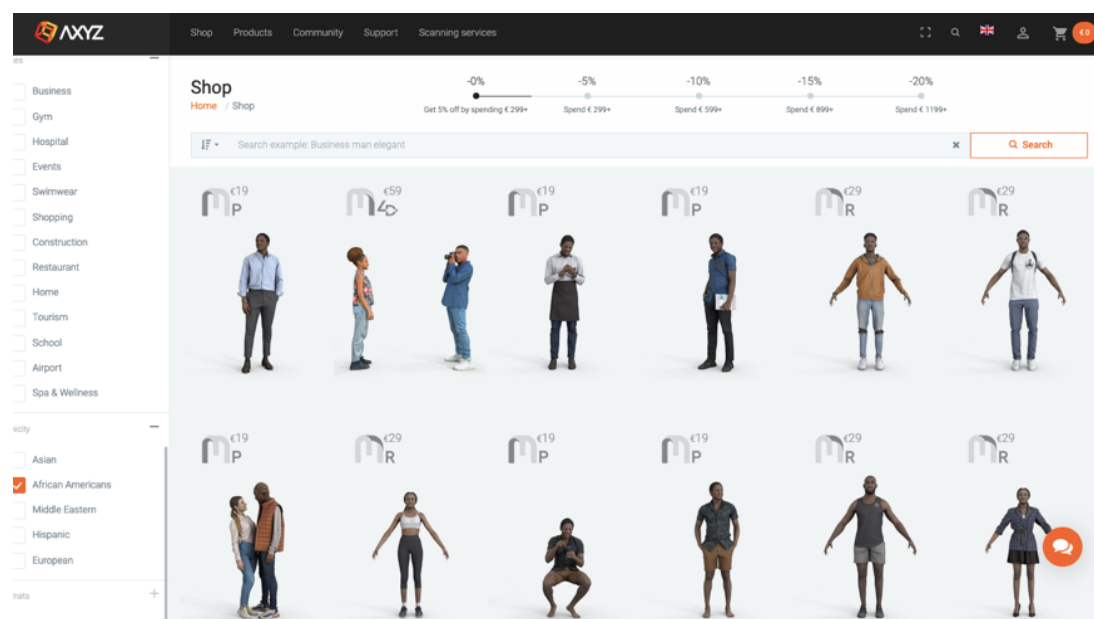 AXYZ
Shop Products Community Support Scanning services
€0
Business
Gym
Hospital
Events
Swimwear
Shopping
Construction
Restaurant
Home
Tourism
School
Airport
Spa & Wellness
Asian
African Americans
Middle Eastern
Hispanic
European
Shop
Home / Shop
-0% -5% -10% -15% -20%
Get 5% off by spending € 299+ Spend € 299+ Spend € 599+ Spend € 899+ Spend € 1199+
Search example: Business man elegant
Search
€19 €59 €19 €19 €29 €29
P P P R R
€19 €29 €19 €19 €29 €29
P R P P R R